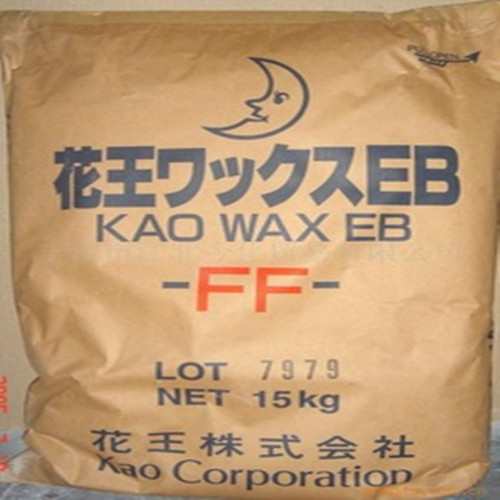 花王ワックスEB
KAO WAX EB
-FF-
LOT 7979
NET 15kg
花王株式会社
Kao Corporation